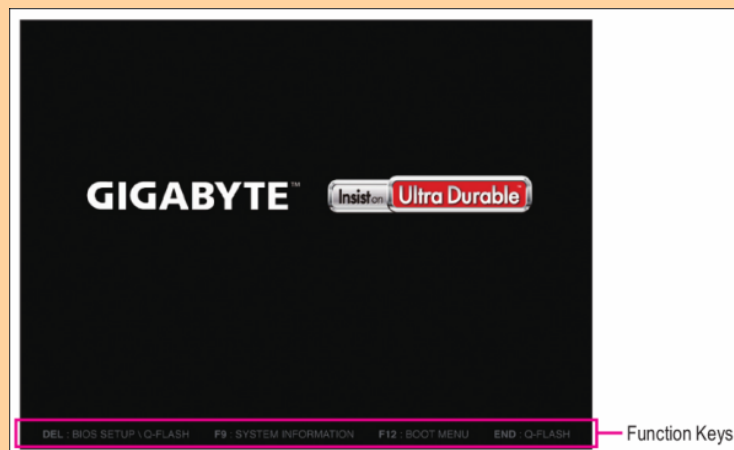 GIGABYTE™ Insist on Ultra Durable™
DEL : BIOS SETUP \ Q-FLASH F9 : SYSTEM INFORMATION F12 : BOOT MENU END : Q-FLASH
Function Keys